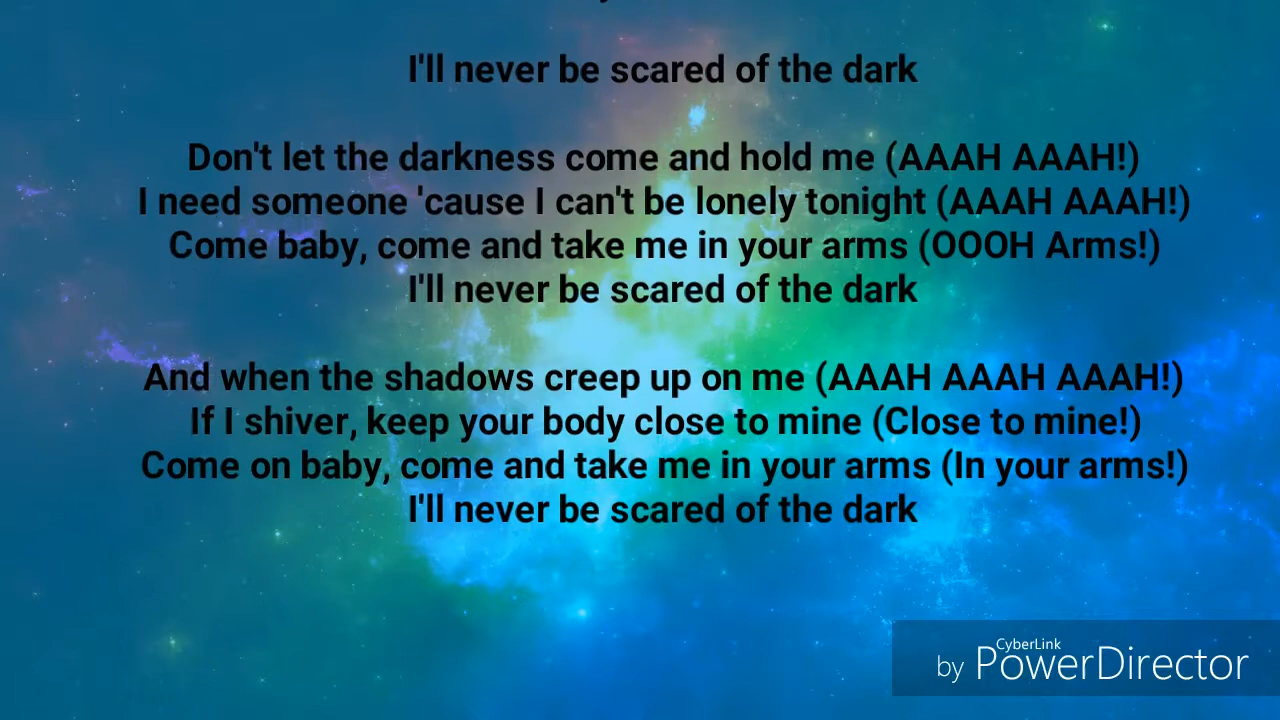 I'll never be scared of the dark
Don't let the darkness come and hold me (AAAH AAAH!)
I need someone 'cause I can't be lonely tonight (AAAH AAAH!)
Come baby, come and take me in your arms (OOOH Arms!)
I'll never be scared of the dark
And when the shadows creep up on me (AAAH AAAH AAAH!)
If I shiver, keep your body close to mine (Close to mine!)
Come on baby, come and take me in your arms (In your arms!)
I'll never be scared of the dark
CyberLink
by PowerDirector